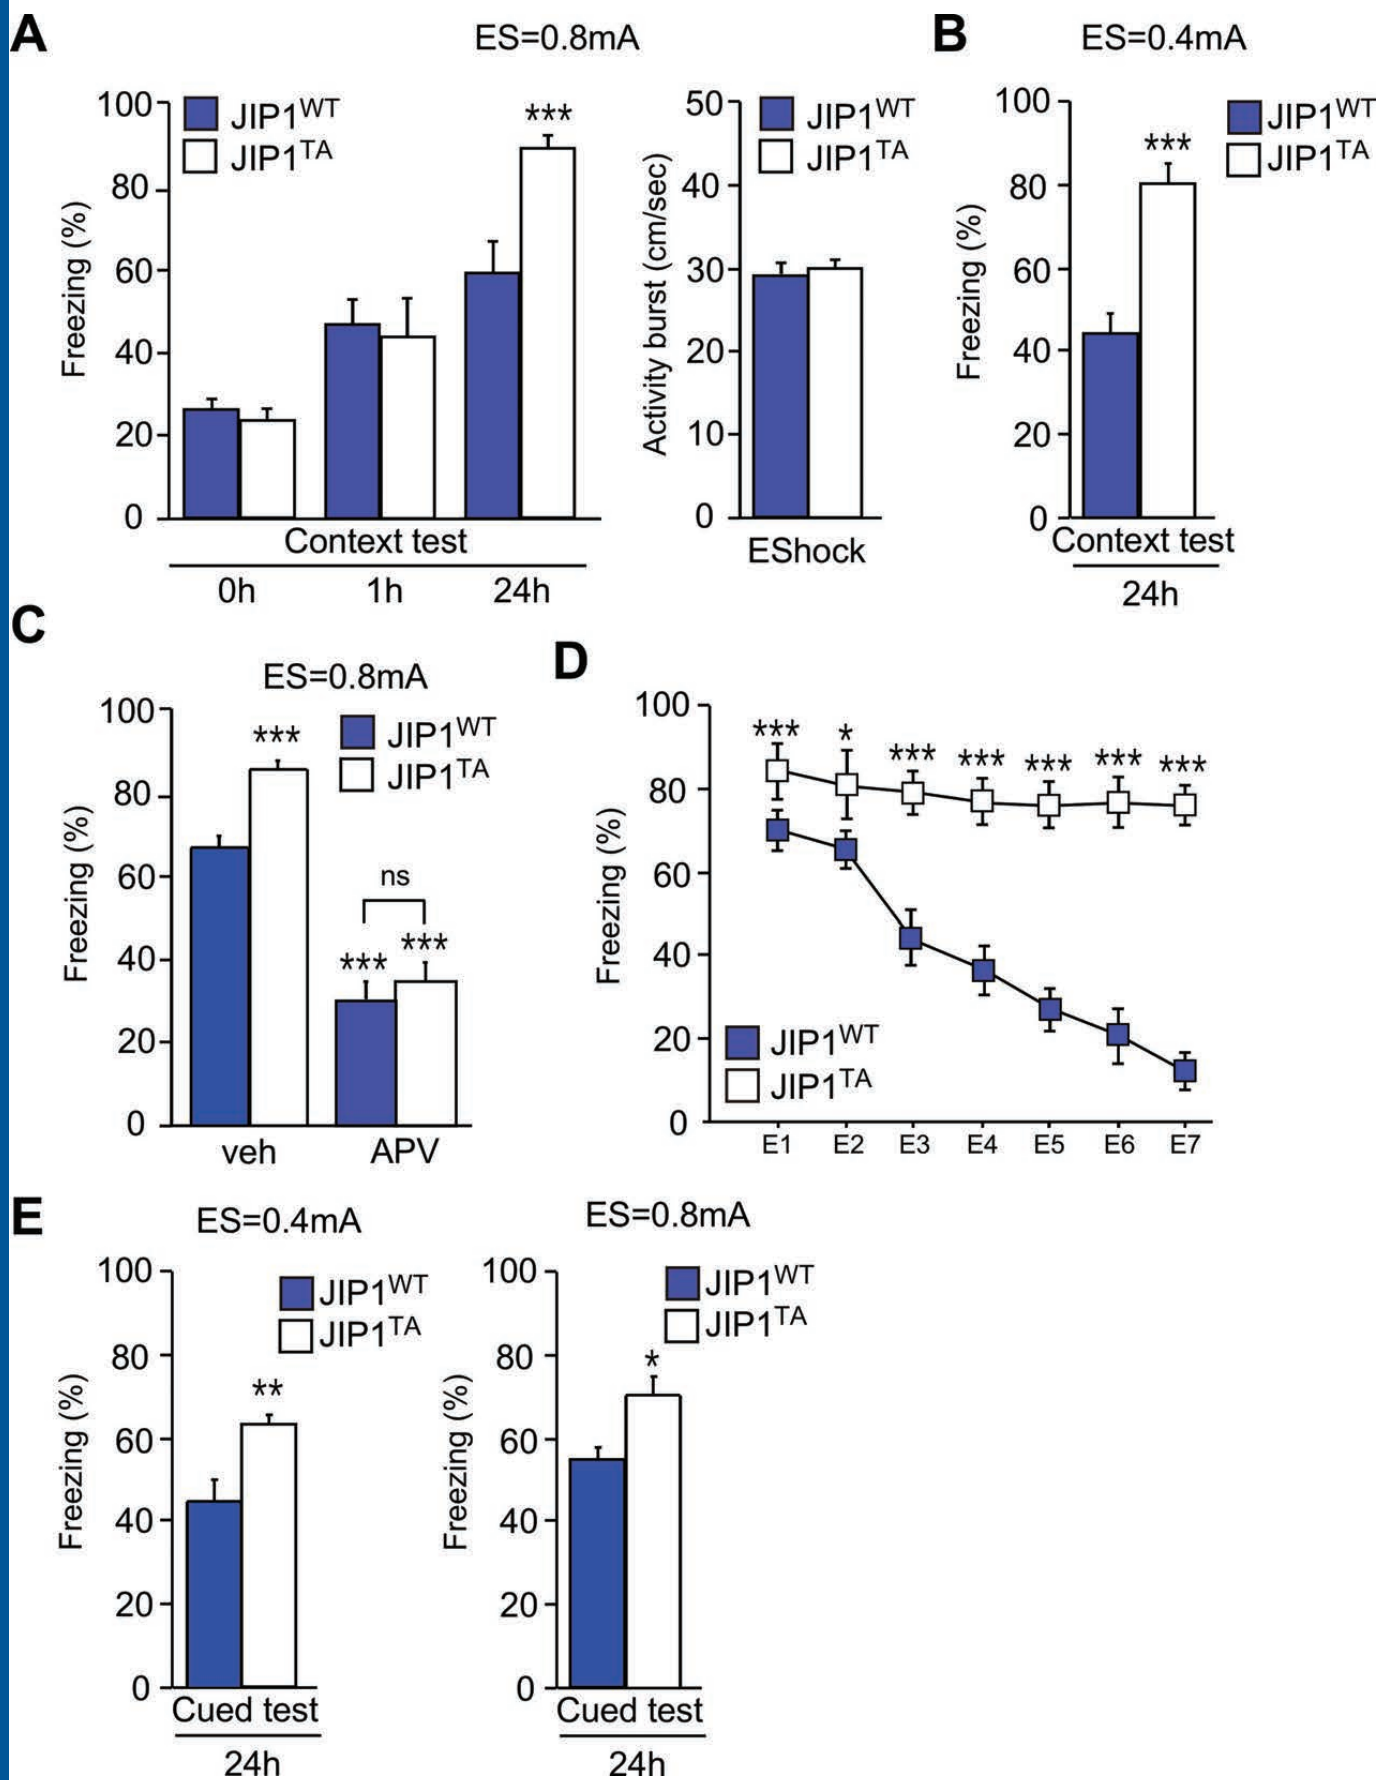 A
ES=0.8mA
B
ES=0.4mA
100
80
60
40
20
0
Freezing (%)
JIP1WT
JIP1TA
***
Context test
0h 1h 24h
50
40
30
20
10
0
Activity burst (cm/sec)
JIP1WT
JIP1TA
EShock
100
80
60
40
20
0
Freezing (%)
JIP1WT
JIP1TA
***
Context test
24h
C
ES=0.8mA
100
80
60
40
20
0
Freezing (%)
JIP1WT
JIP1TA
***
ns
*** ***
veh APV
D
100
80
60
40
20
0
Freezing (%)
*** * *** *** *** *** ***
JIP1WT
JIP1TA
E1 E2 E3 E4 E5 E6 E7
E
ES=0.4mA
100
80
60
40
20
0
Freezing (%)
JIP1WT
JIP1TA
**
Cued test
24h
ES=0.8mA
100
80
60
40
20
0
Freezing (%)
JIP1WT
JIP1TA
*
Cued test
24h